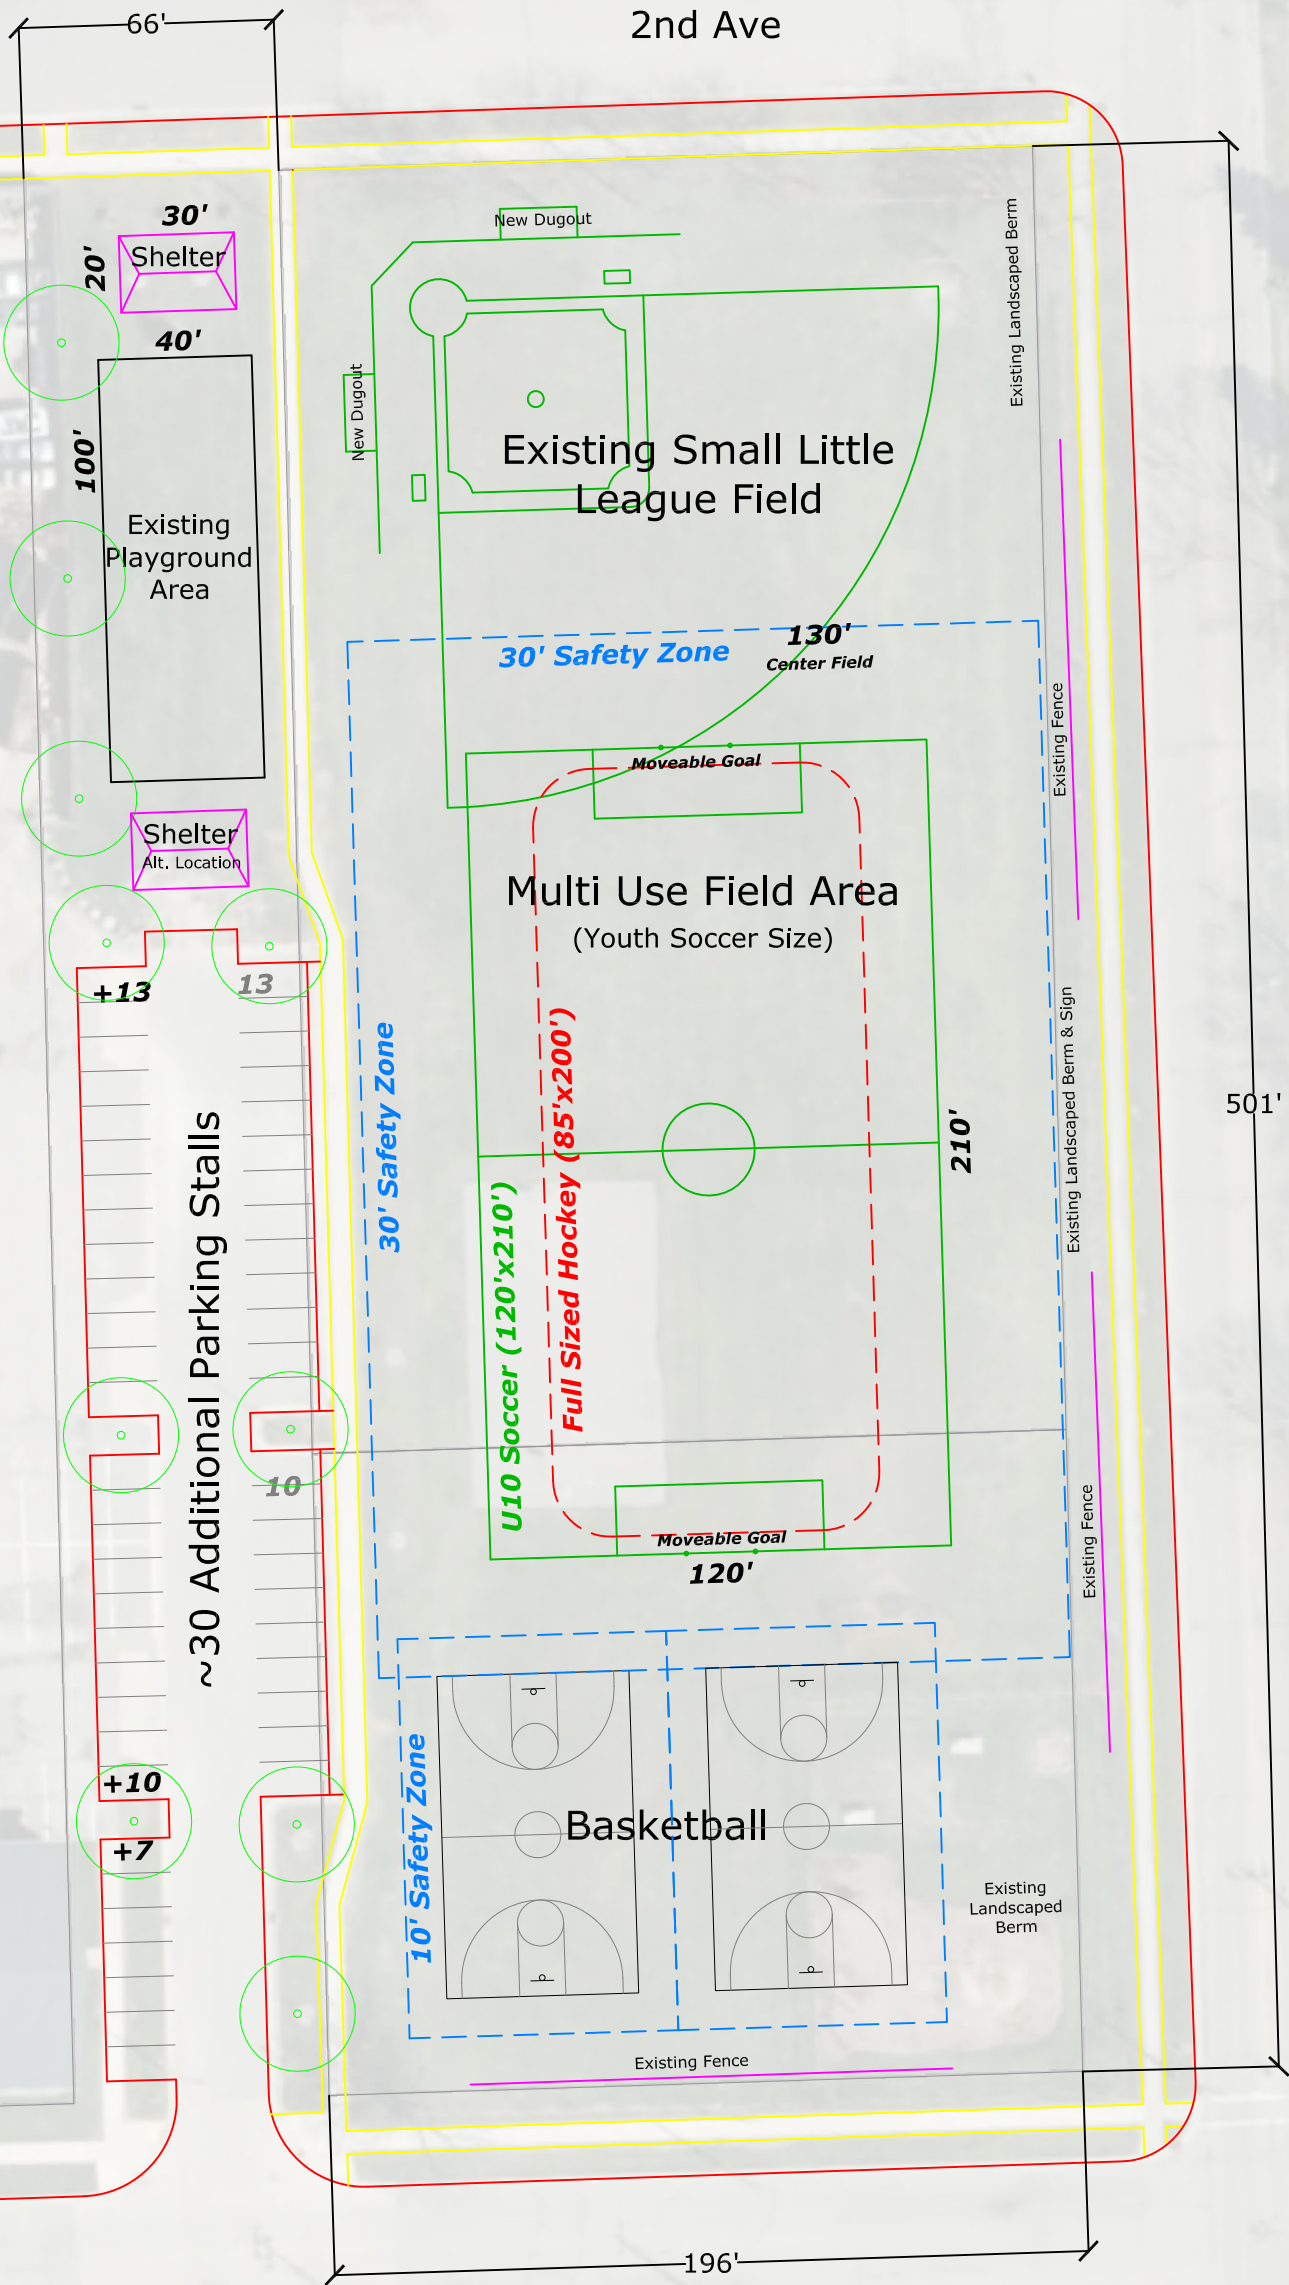 66'
2nd Ave
30'
20'
Shelter
New Dugout
Existing Landscaped Berm
40'
New Dugout
100'
Existing Small Little
League Field
Existing
Playground
Area
130'
Center Field
30' Safety Zone
Existing Fence
Moveable Goal
Shelter
Alt. Location
Multi Use Field Area
(Youth Soccer Size)
+13
13
30' Safety Zone
Full Sized Hockey (85'x200')
Existing Landscaped Berm & Sign
501'
210'
~30 Additional Parking Stalls
U10 Soccer (120'x210')
10
Existing Fence
Moveable Goal
120'
+10
+7
10' Safety Zone
Basketball
Existing
Landscaped
Berm
Existing Fence
196'